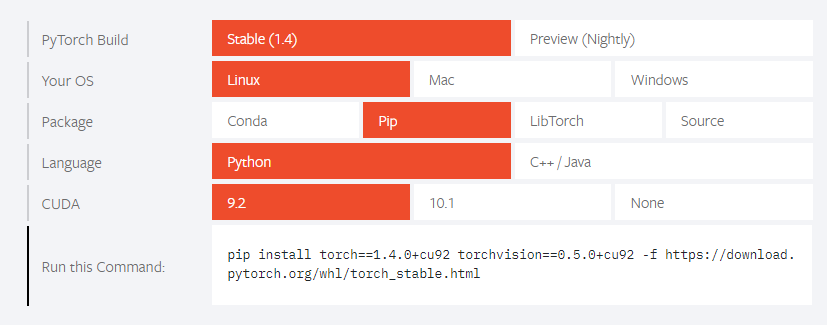 PyTorch Build Stable (1.4) Preview (Nightly)
Your OS Linux Mac Windows
Package Conda Pip LibTorch Source
Language Python C++ / Java
CUDA 9.2 10.1 None
Run this Command:
pip install torch==1.4.0+cu92 torchvision==0.5.0+cu92 -f https://download.
pytorch.org/whl/torch_stable.html